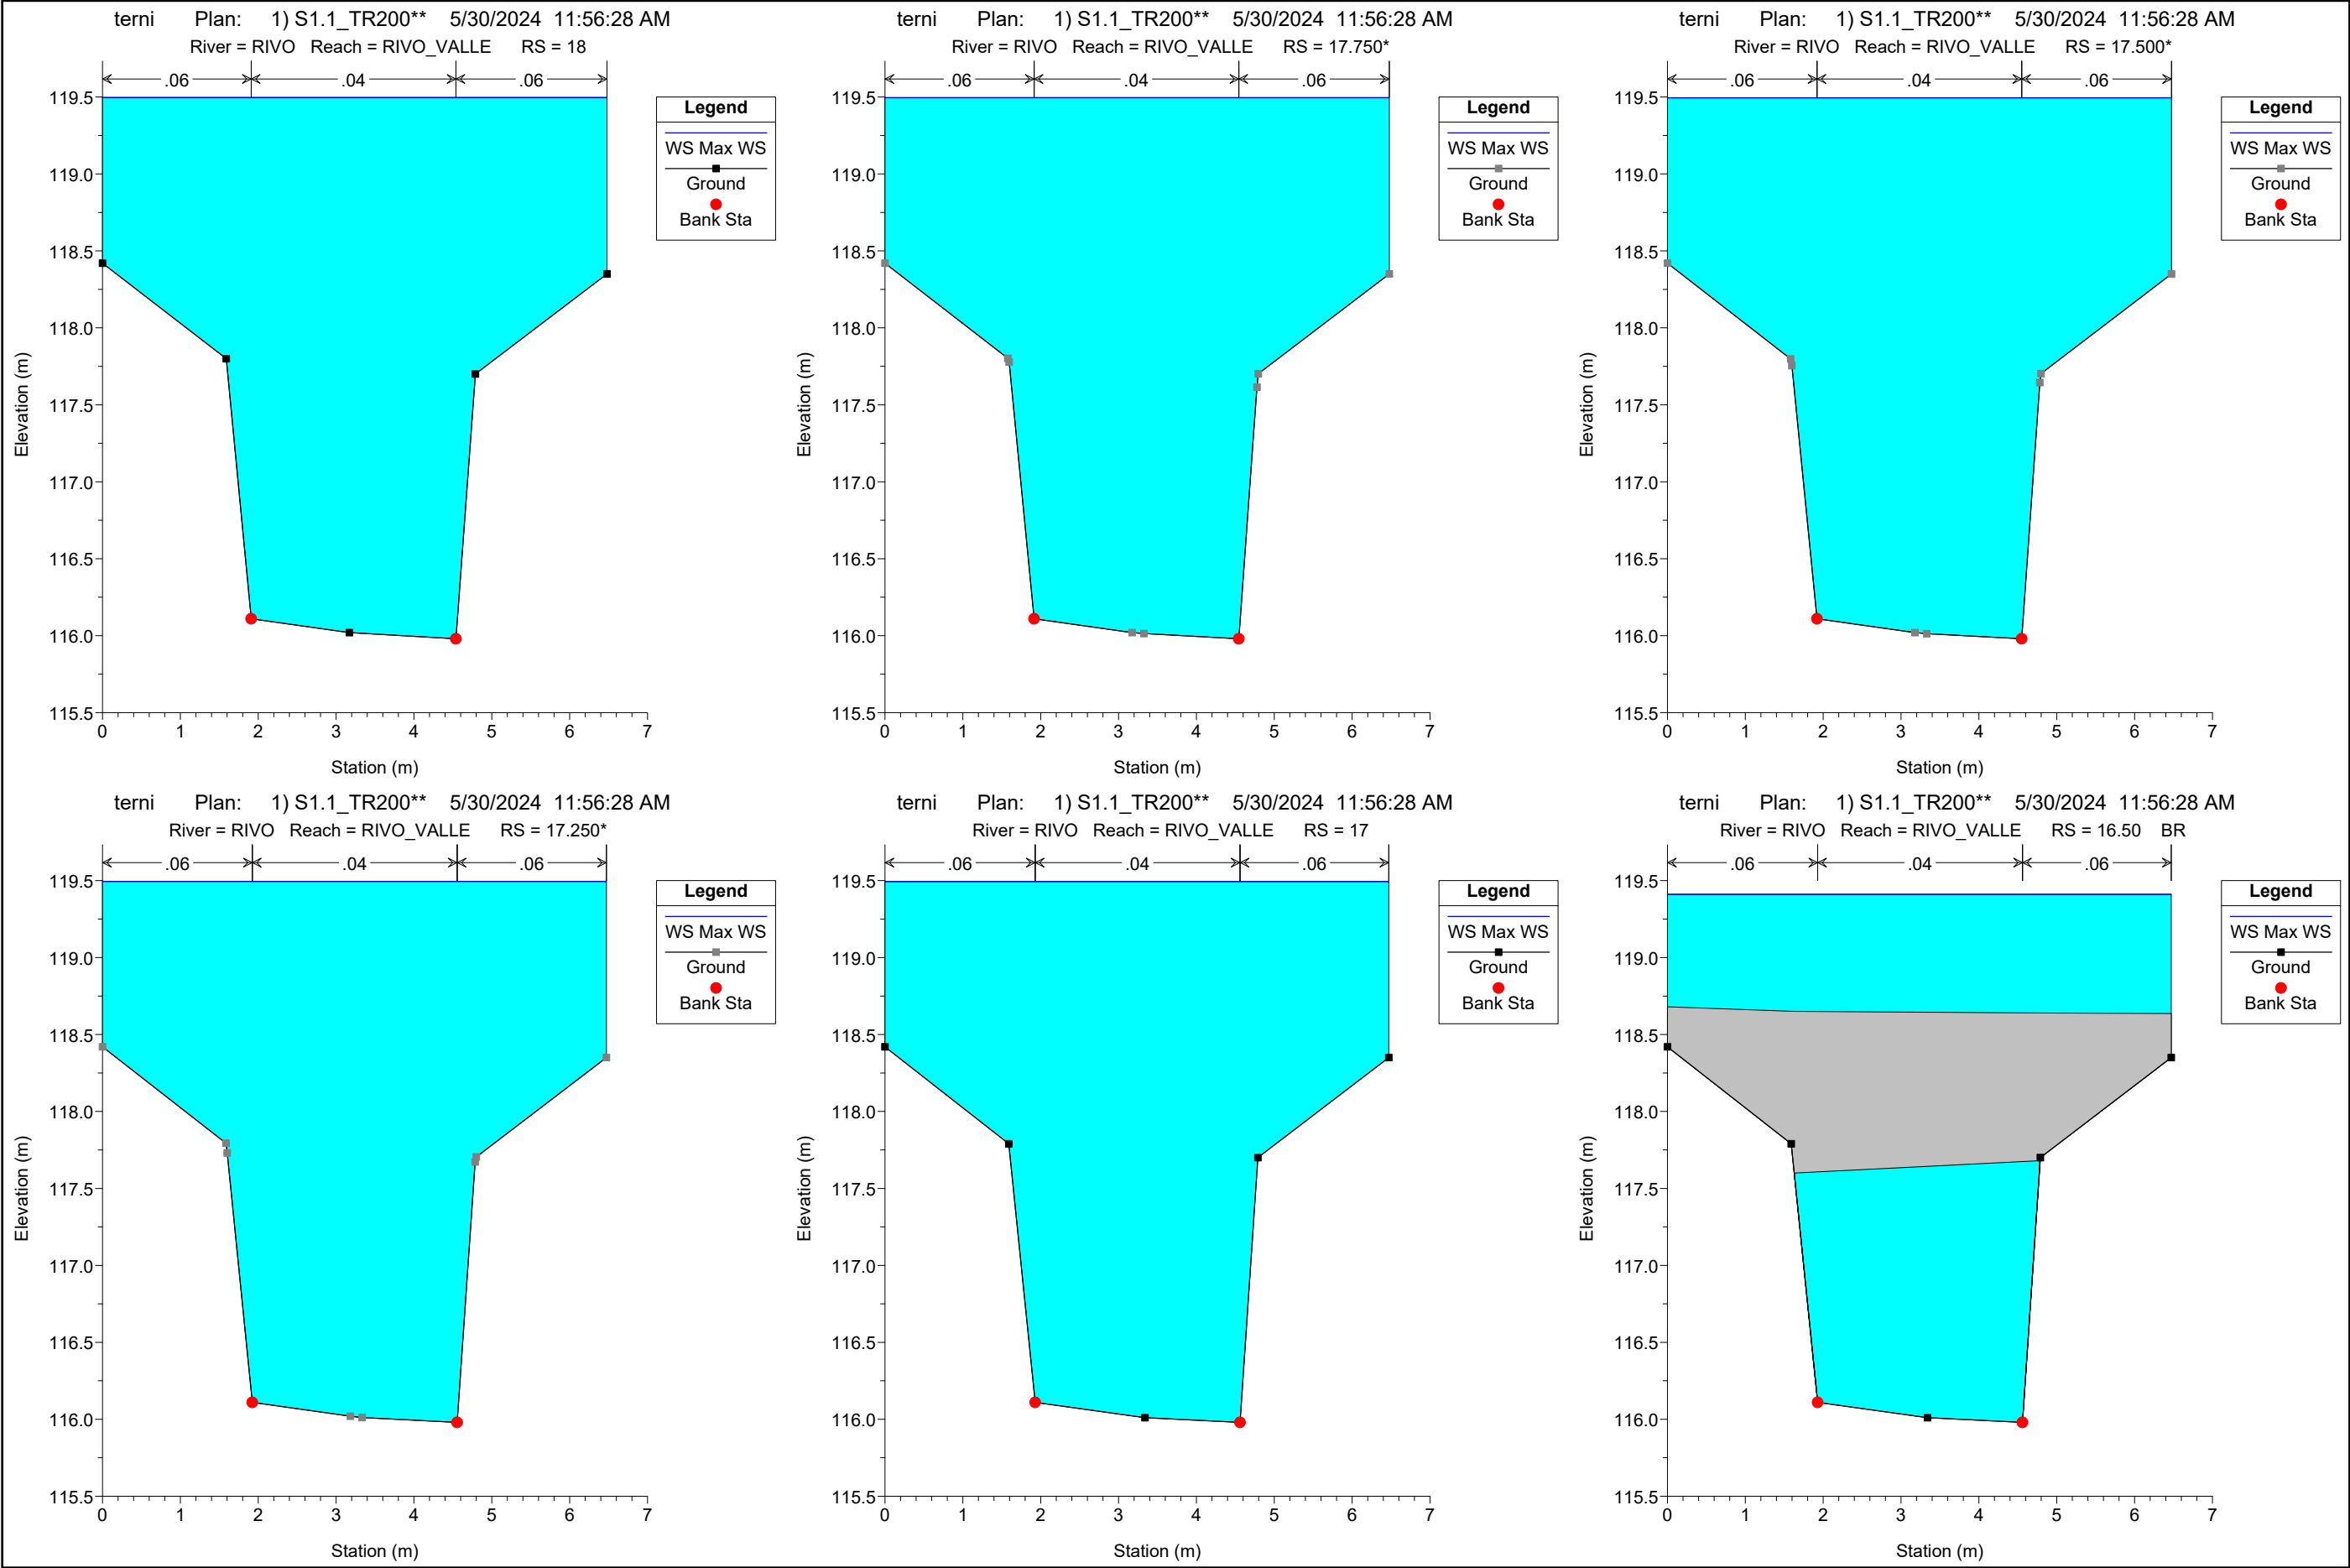 terni Plan: 1) S1.1_TR200** 5/30/2024 11:56:28 AM
River = RIVO Reach = RIVO_VALLE RS = 18
.06 .04 .06
119.5
119.0
118.5
118.0
117.5
117.0
116.5
116.0
115.5
Elevation (m)
0 1 2 3 4 5 6 7
Station (m)
Legend
WS Max WS
Ground
Bank Sta
terni Plan: 1) S1.1_TR200** 5/30/2024 11:56:28 AM
River = RIVO Reach = RIVO_VALLE RS = 17.750*
.06 .04 .06
119.5
119.0
118.5
118.0
117.5
117.0
116.5
116.0
115.5
Elevation (m)
0 1 2 3 4 5 6 7
Station (m)
Legend
WS Max WS
Ground
Bank Sta
terni Plan: 1) S1.1_TR200** 5/30/2024 11:56:28 AM
River = RIVO Reach = RIVO_VALLE RS = 17.500*
.06 .04 .06
119.5
119.0
118.5
118.0
117.5
117.0
116.5
116.0
115.5
Elevation (m)
0 1 2 3 4 5 6 7
Station (m)
Legend
WS Max WS
Ground
Bank Sta
terni Plan: 1) S1.1_TR200** 5/30/2024 11:56:28 AM
River = RIVO Reach = RIVO_VALLE RS = 17.250*
.06 .04 .06
119.5
119.0
118.5
118.0
117.5
117.0
116.5
116.0
115.5
Elevation (m)
0 1 2 3 4 5 6 7
Station (m)
Legend
WS Max WS
Ground
Bank Sta
terni Plan: 1) S1.1_TR200** 5/30/2024 11:56:28 AM
River = RIVO Reach = RIVO_VALLE RS = 17
.06 .04 .06
119.5
119.0
118.5
118.0
117.5
117.0
116.5
116.0
115.5
Elevation (m)
0 1 2 3 4 5 6 7
Station (m)
Legend
WS Max WS
Ground
Bank Sta
terni Plan: 1) S1.1_TR200** 5/30/2024 11:56:28 AM
River = RIVO Reach = RIVO_VALLE RS = 16.50 BR
.06 .04 .06
119.5
119.0
118.5
118.0
117.5
117.0
116.5
116.0
115.5
Elevation (m)
0 1 2 3 4 5 6 7
Station (m)
Legend
WS Max WS
Ground
Bank Sta